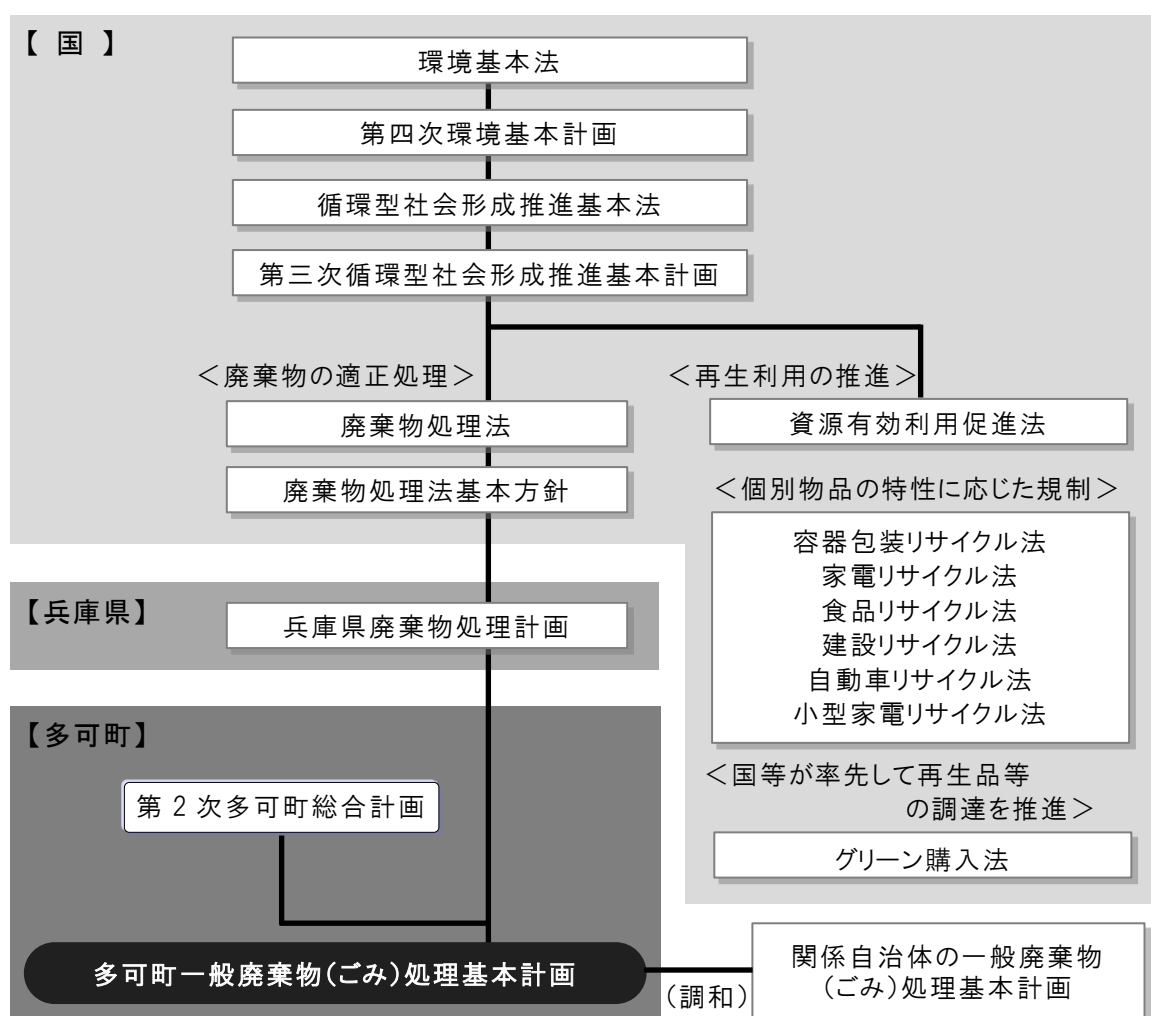 【 国 】
環境基本法
第四次環境基本計画
循環型社会形成推進基本法
第三次循環型社会形成推進基本計画
＜廃棄物の適正処理＞
廃棄物処理法
廃棄物処理法基本方針
＜再生利用の推進＞
資源有効利用促進法
＜個別物品の特性に応じた規制＞
容器包装リサイクル法
家電リサイクル法
食品リサイクル法
建設リサイクル法
自動車リサイクル法
小型家電リサイクル法
＜国等が率先して再生品等
の調達を推進＞
グリーン購入法
【兵庫県】
兵庫県廃棄物処理計画
【多可町】
第２次多可町総合計画
多可町一般廃棄物(ごみ)処理基本計画
(調和)
関係自治体の一般廃棄物
(ごみ)処理基本計画